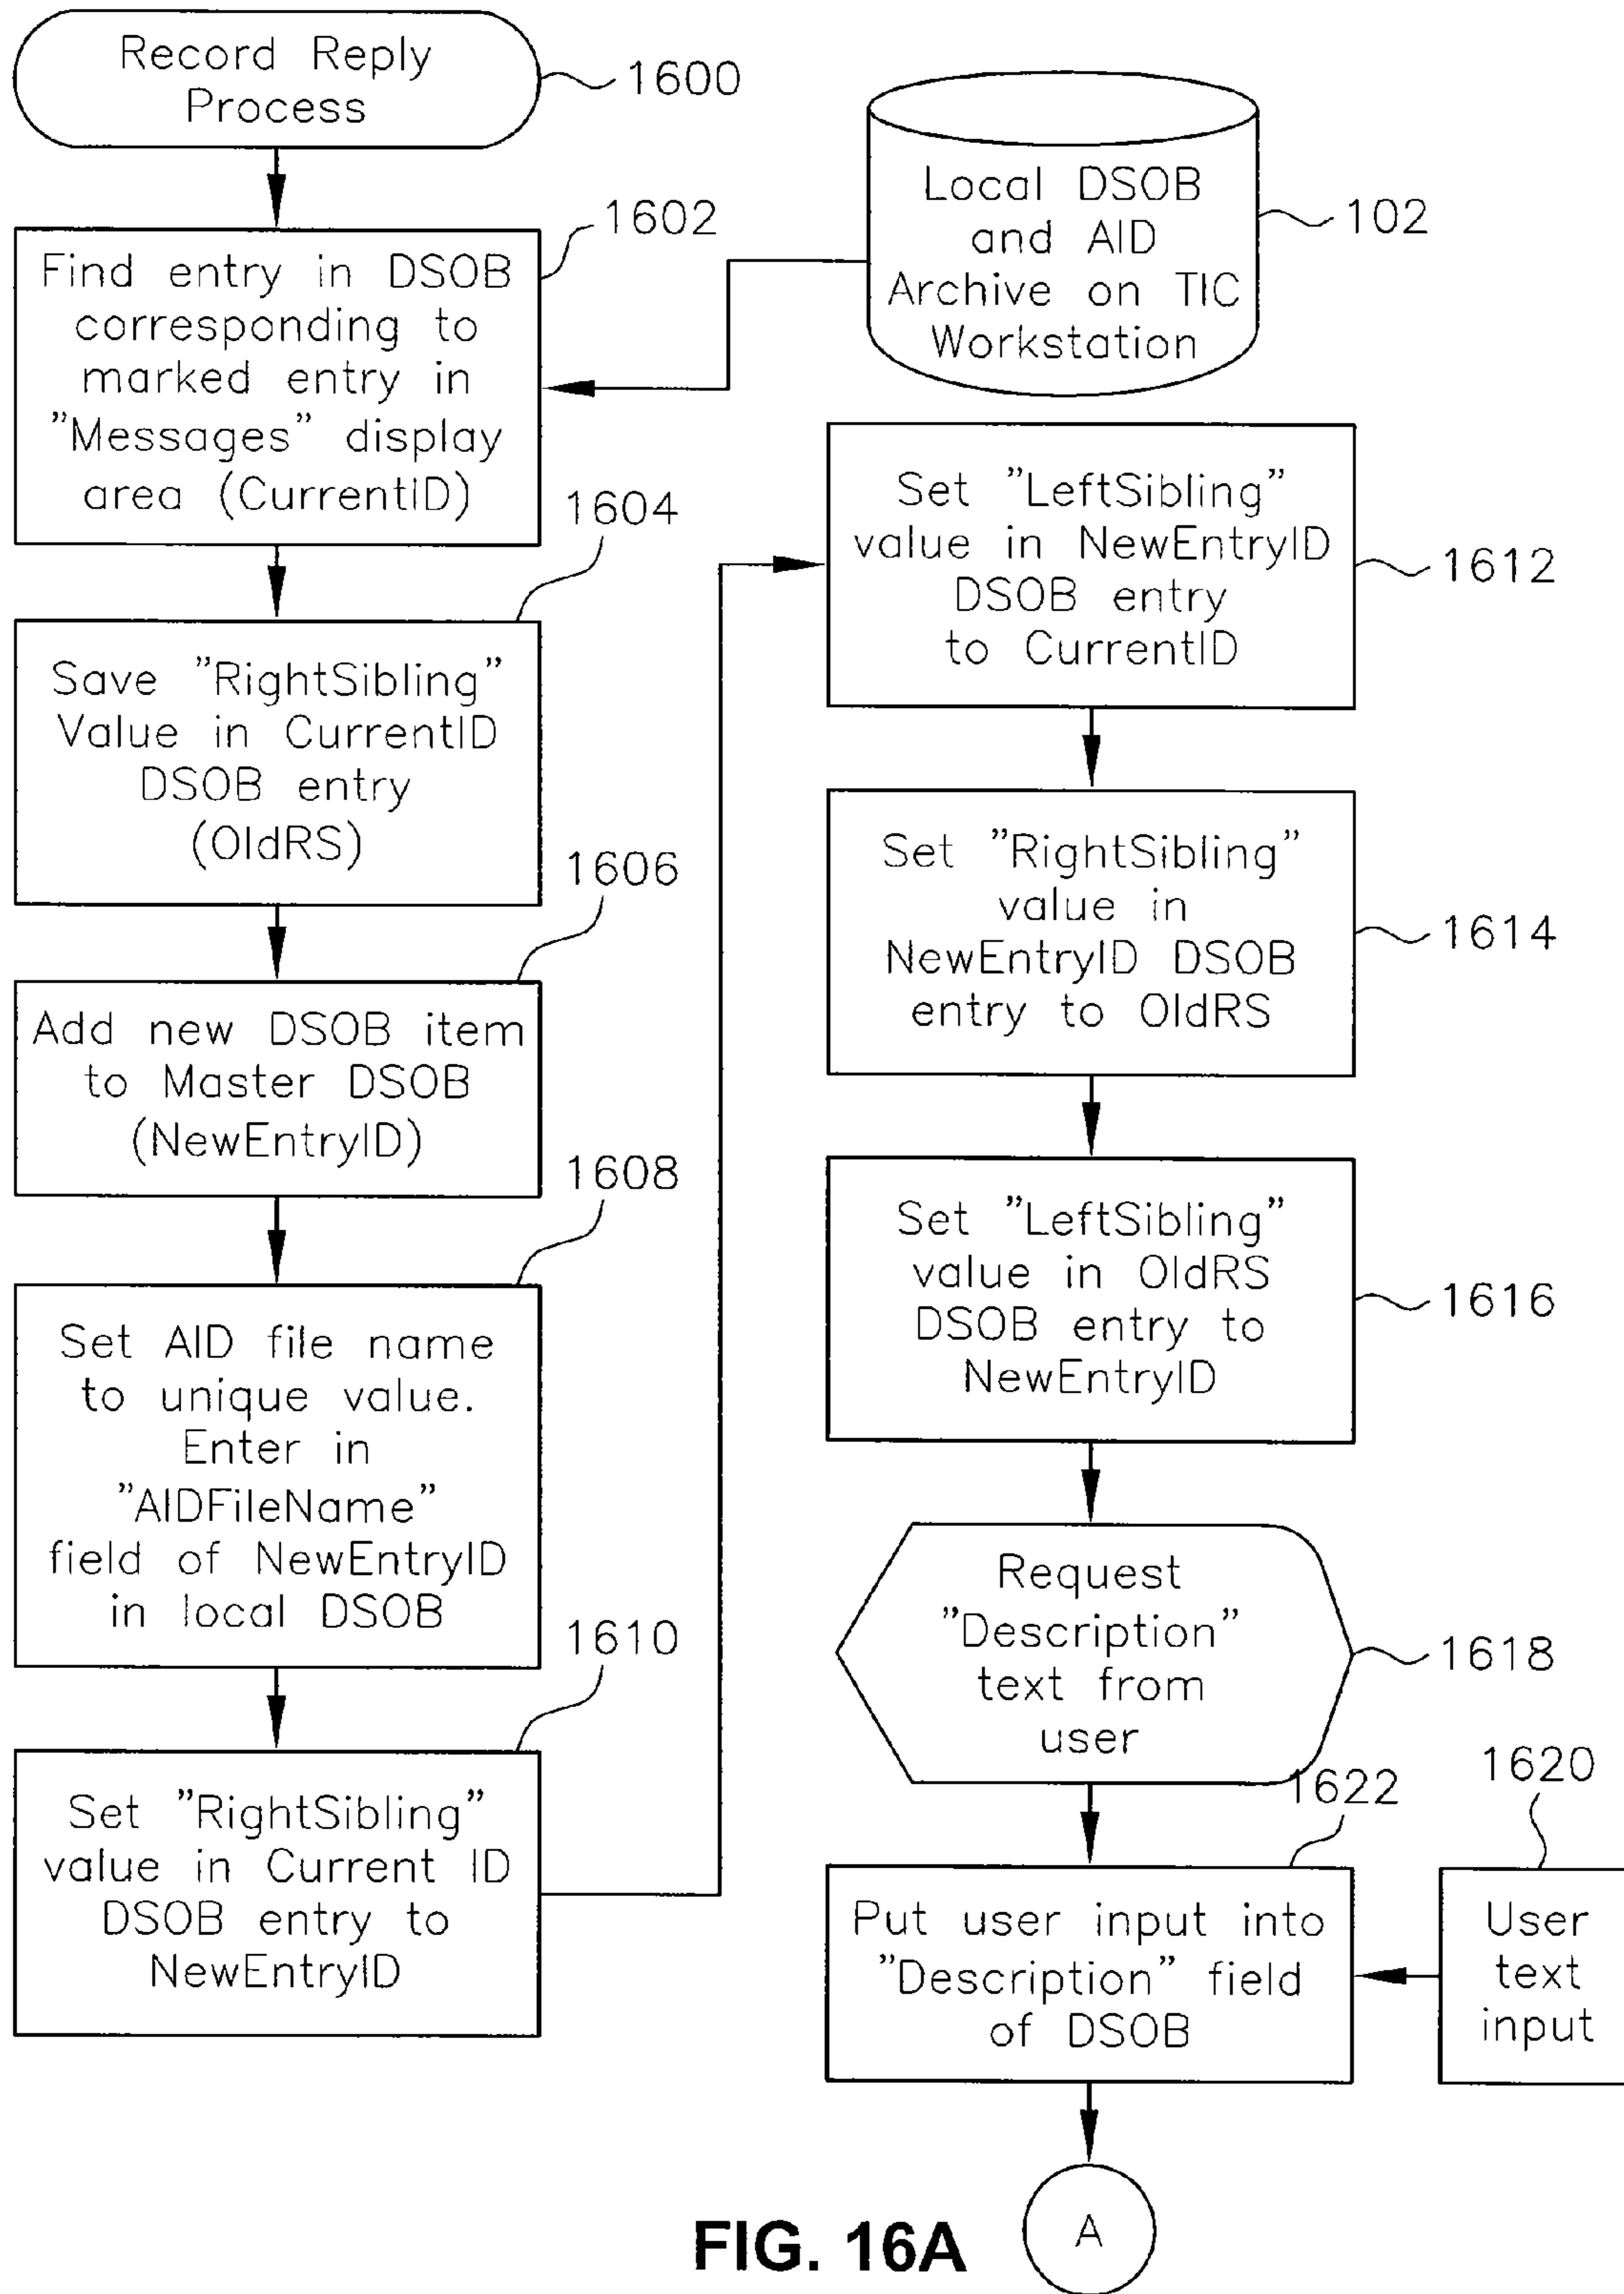 Record Reply
Process
1600
1602
Find entry in DSOB
corresponding to
marked entry in
"Messages" display
area (CurrentID)
1604
Save "RightSibling"
Value in CurrentID
DSOB entry
(OldRS)
1606
Add new DSOB item
to Master DSOB
(NewEntryID)
1608
Set AID file name
to unique value.
Enter in
"AIDFileName"
field of NewEntryID
in local DSOB
1610
Set "RightSibling"
value in Current ID
DSOB entry to
NewEntryID
Local DSOB
and AID
Archive on TIC
Workstation
102
Set "LeftSibling"
value in NewEntryID
DSOB entry
to CurrentID
1612
Set "RightSibling"
value in
NewEntryID DSOB
entry to OldRS
1614
Set "LeftSibling"
value in OldRS
DSOB entry to
NewEntryID
1616
Request
"Description"
text from
user
1618
1622
1620
Put user input into
"Description" field
of DSOB
User
text
input
A
FIG. 16A